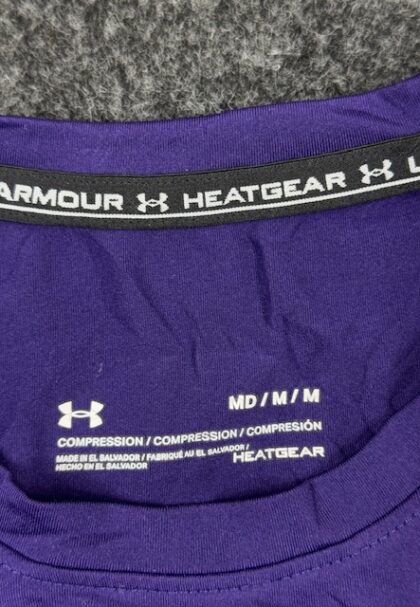 ARMOUR HEATGEAR
MD / M / M
COMPRESSION / COMPRESSION / COMPRESIÓN
MADE IN EL SALVADOR / FABRIQUÉ AU EL SALVADOR /
HECHO EN EL SALVADOR
HEATGEAR